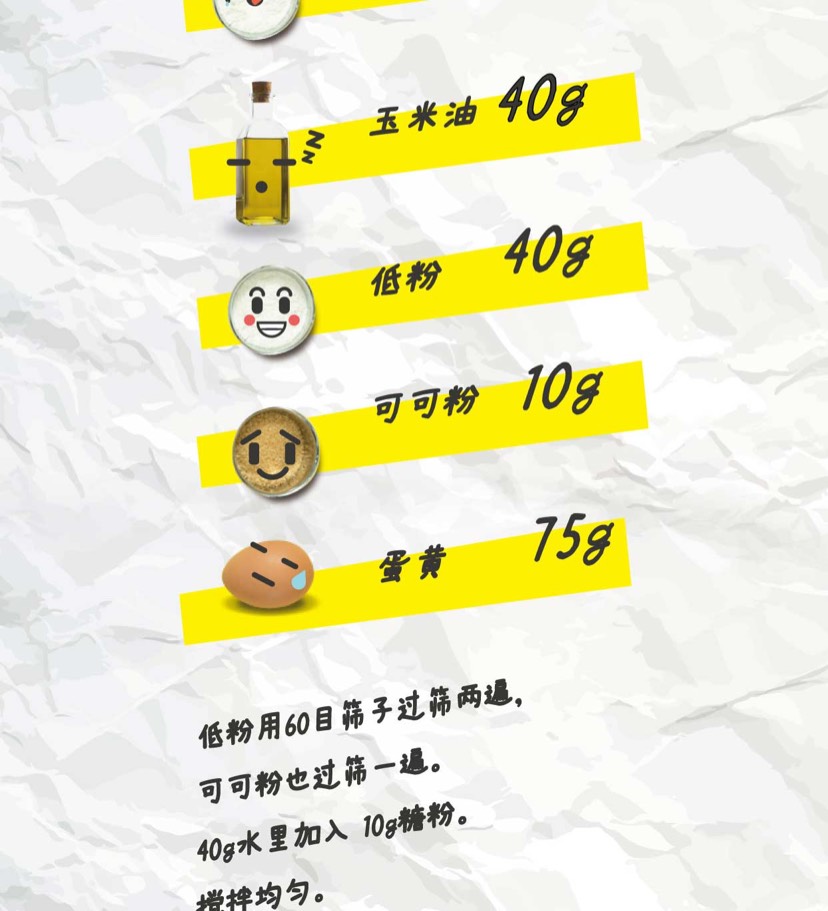 玉米油 40g
低粉 40g
可可粉 10g
蛋黄 75g
低粉用60目筛子过筛两遍,
可可粉也过筛一遍。
40g水里加入 10g糖粉。
搅拌均匀。